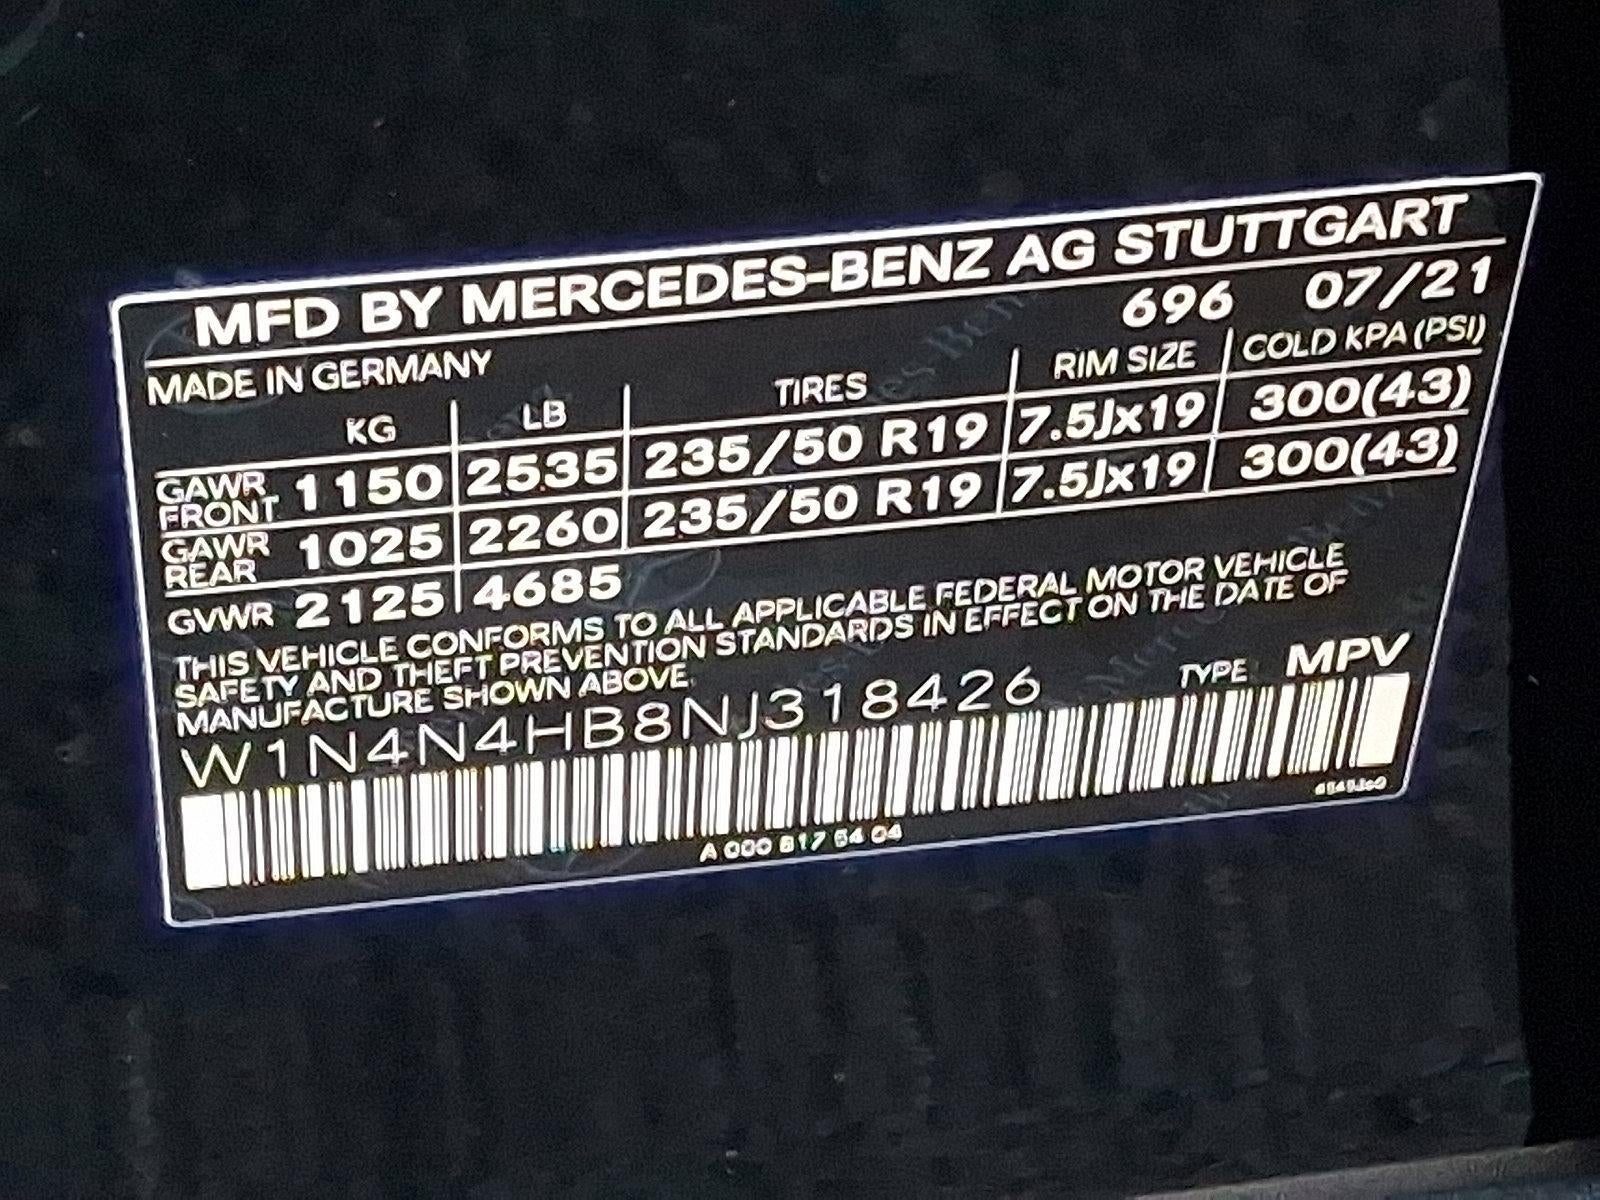 MFD BY MERCEDES-BENZ AG STUTTGART
696 07/21
MADE IN GERMANY
KG LB TIRES RIM SIZE COLD KPA (PSI)
GAWR FRONT 1150 2535 235/50 R19 7.5Jx19 300(43)
GAWR REAR 1025 2260 235/50 R19 7.5Jx19 300(43)
GVWR 2125 4685
THIS VEHICLE CONFORMS TO ALL APPLICABLE FEDERAL MOTOR VEHICLE
SAFETY AND THEFT PREVENTION STANDARDS IN EFFECT ON THE DATE OF
MANUFACTURE SHOWN ABOVE.
W1N4N4HB8NJ318426 TYPE MPV
A 000